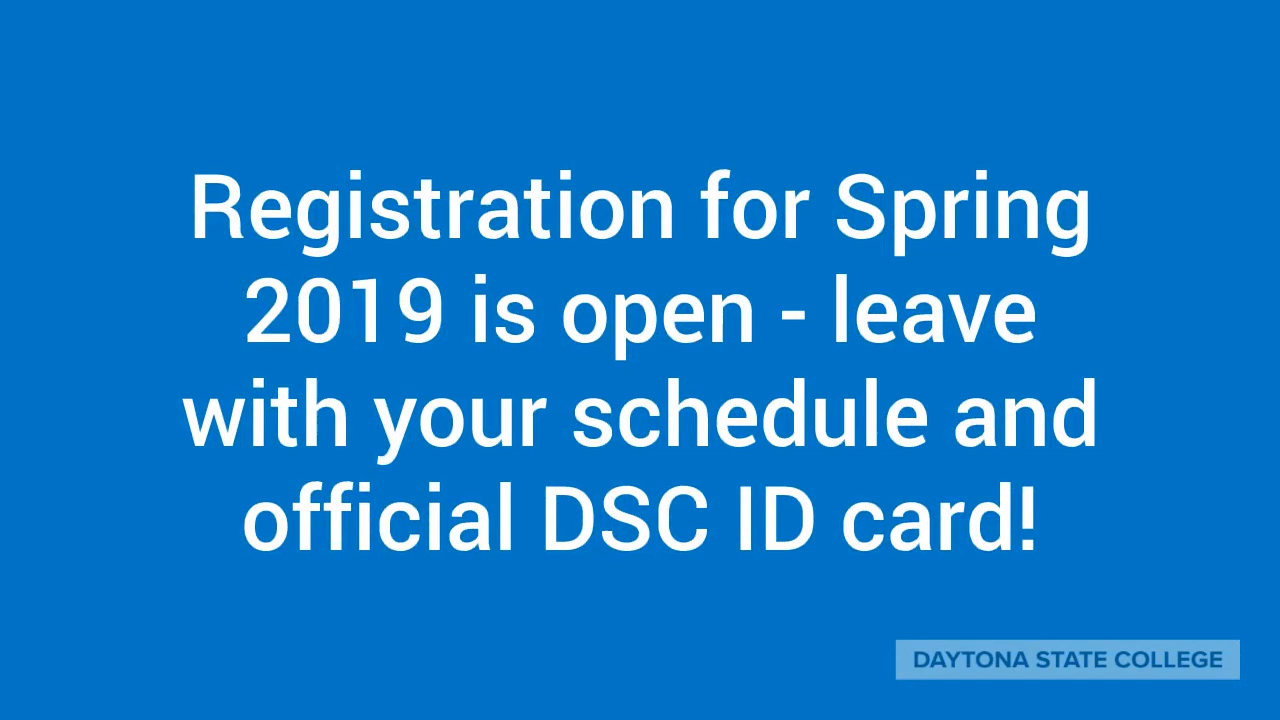 Registration for Spring
2019 is open - leave
with your schedule and
official DSC ID card!
DAYTONA STATE COLLEGE